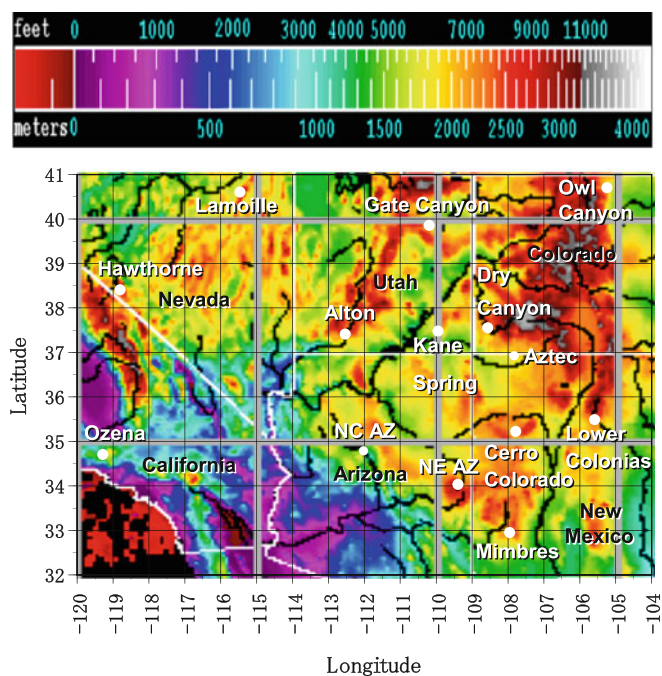 feet 0 1000 2000 3000 4000 5000 7000 9000 11000
meters0 500 1000 1500 2000 2500 3000 4000
41
40
39
38
37
36
35
34
33
32
Latitude
Lamoille
Gate Canyon
Owl
Canyon
Colorado
Hawthorne
Nevada
Utah
Dry
Canyon
Alton
Kane
Spring
Aztec
Ozena
NC AZ
Lower
Colonias
California
Arizona
NE AZ
Cerro
Colorado
New
Mexico
Mimbres
-120 -119 -118 -117 -116 -115 -114 -113 -112 -111 -110 -109 -108 -107 -106 -105 -104
Longitude